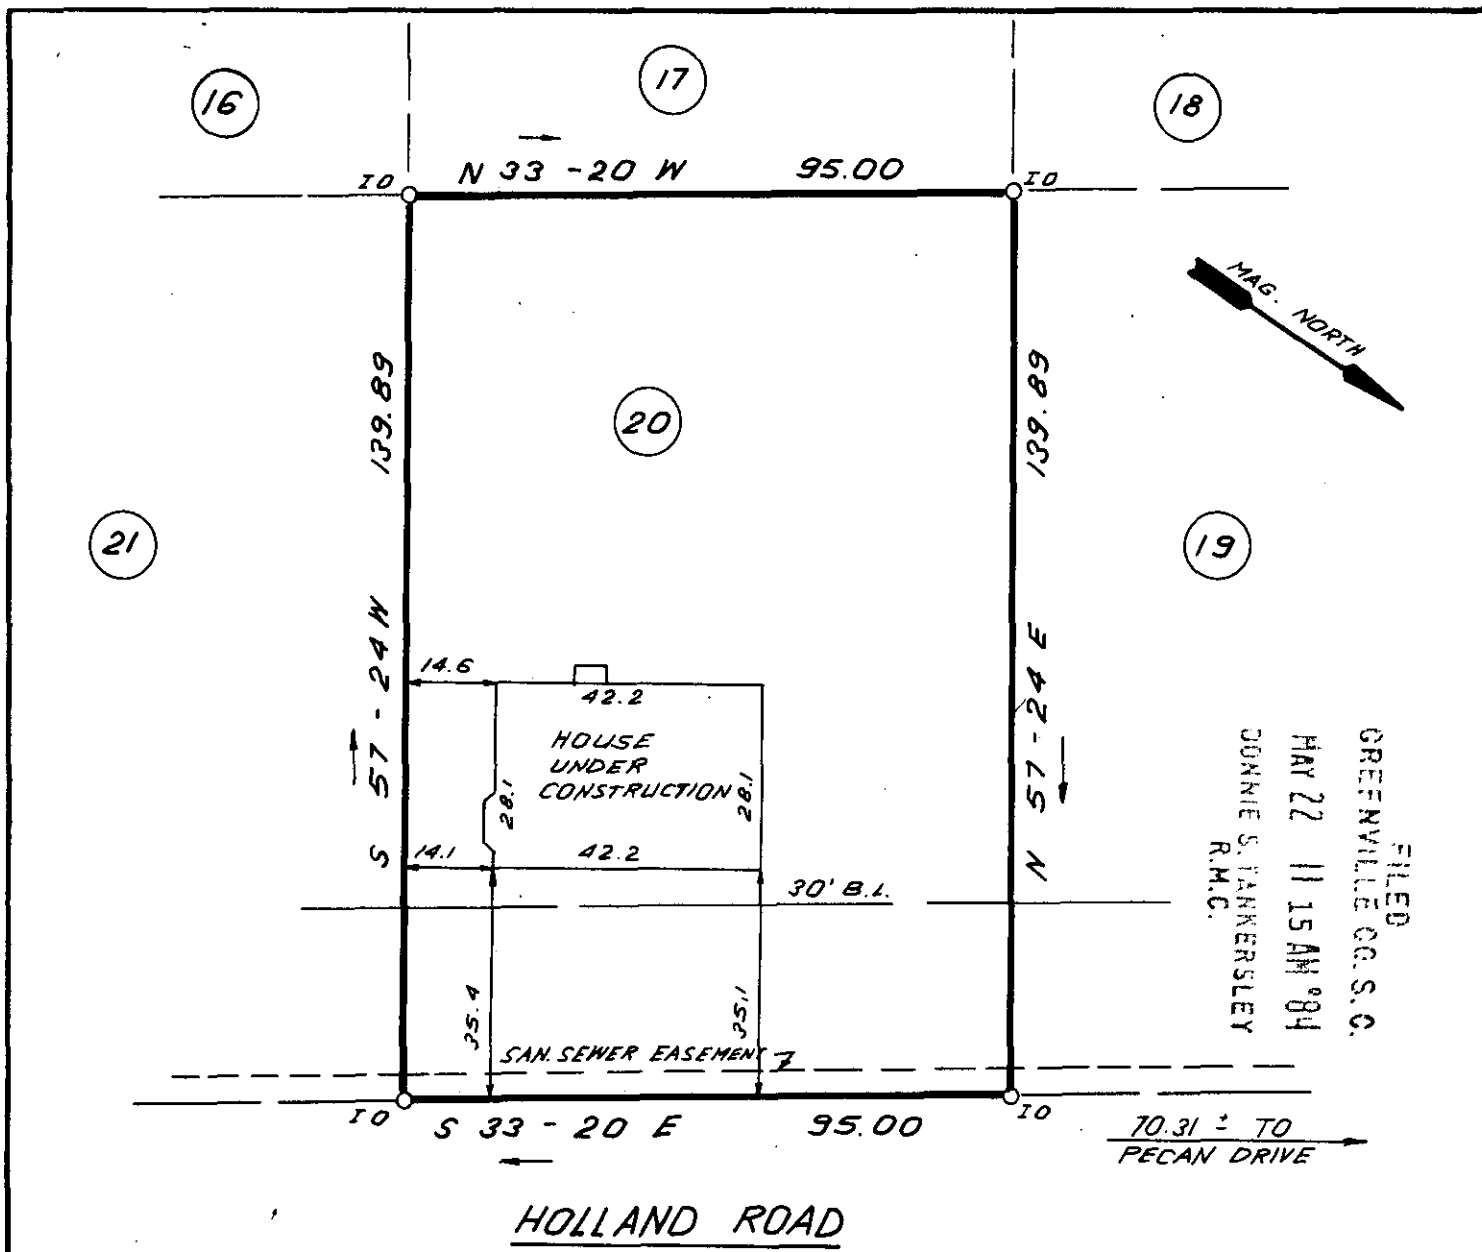 16
17
18
N 33 - 20 W 95.00
IO
IO
MAG. NORTH
139.89
139.89
20
21
19
S 57 - 24 W
N 57 - 24 E
14.6
42.2
HOUSE
UNDER
CONSTRUCTION
28.1
28.1
14.1
42.2
30' B.L.
35.4
35.1
SAN. SEWER EASEMENT
FILED
GREENVILLE CO. S. C.
MAY 22 11 15 AM '84
DONNIE S. TANKERSLEY
R.M.C.
IO
IO
S 33 - 20 E 95.00
70.31 ± TO
PECAN DRIVE
HOLLAND ROAD